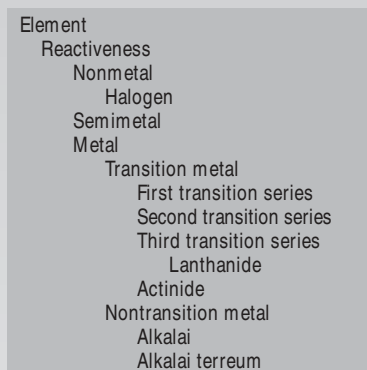 Element
Reactiveness
Nonmetal
Halogen
Semimetal
Metal
Transition metal
First transition series
Second transition series
Third transition series
Lanthanide
Actinide
Nontransition metal
Alkalai
Alkalai terreum